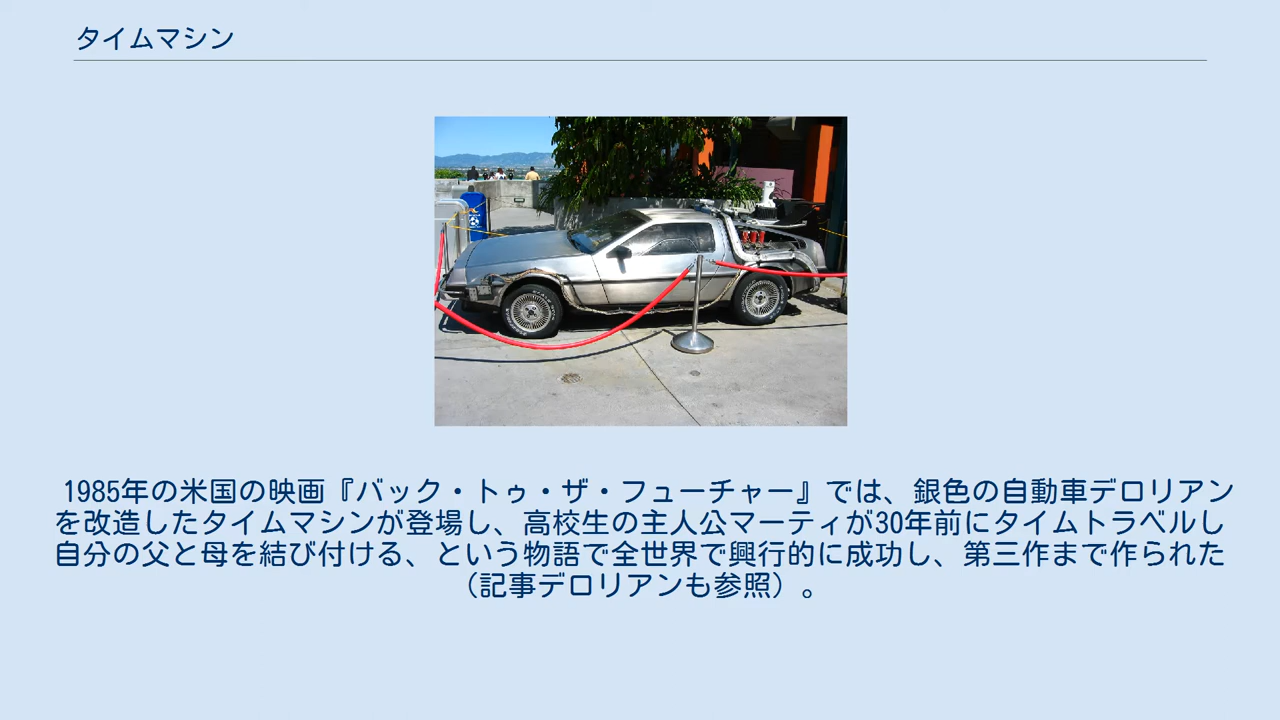 タイムマシン
1985年の米国の映画『バック・トゥ・ザ・フューチャー』では、銀色の自動車デロリアン
を改造したタイムマシンが登場し、高校生の主人公マーティが30年前にタイムトラベルし
自分の父と母を結び付ける、という物語で全世界で興行的に成功し、第三作まで作られた
（記事デロリアンも参照）。